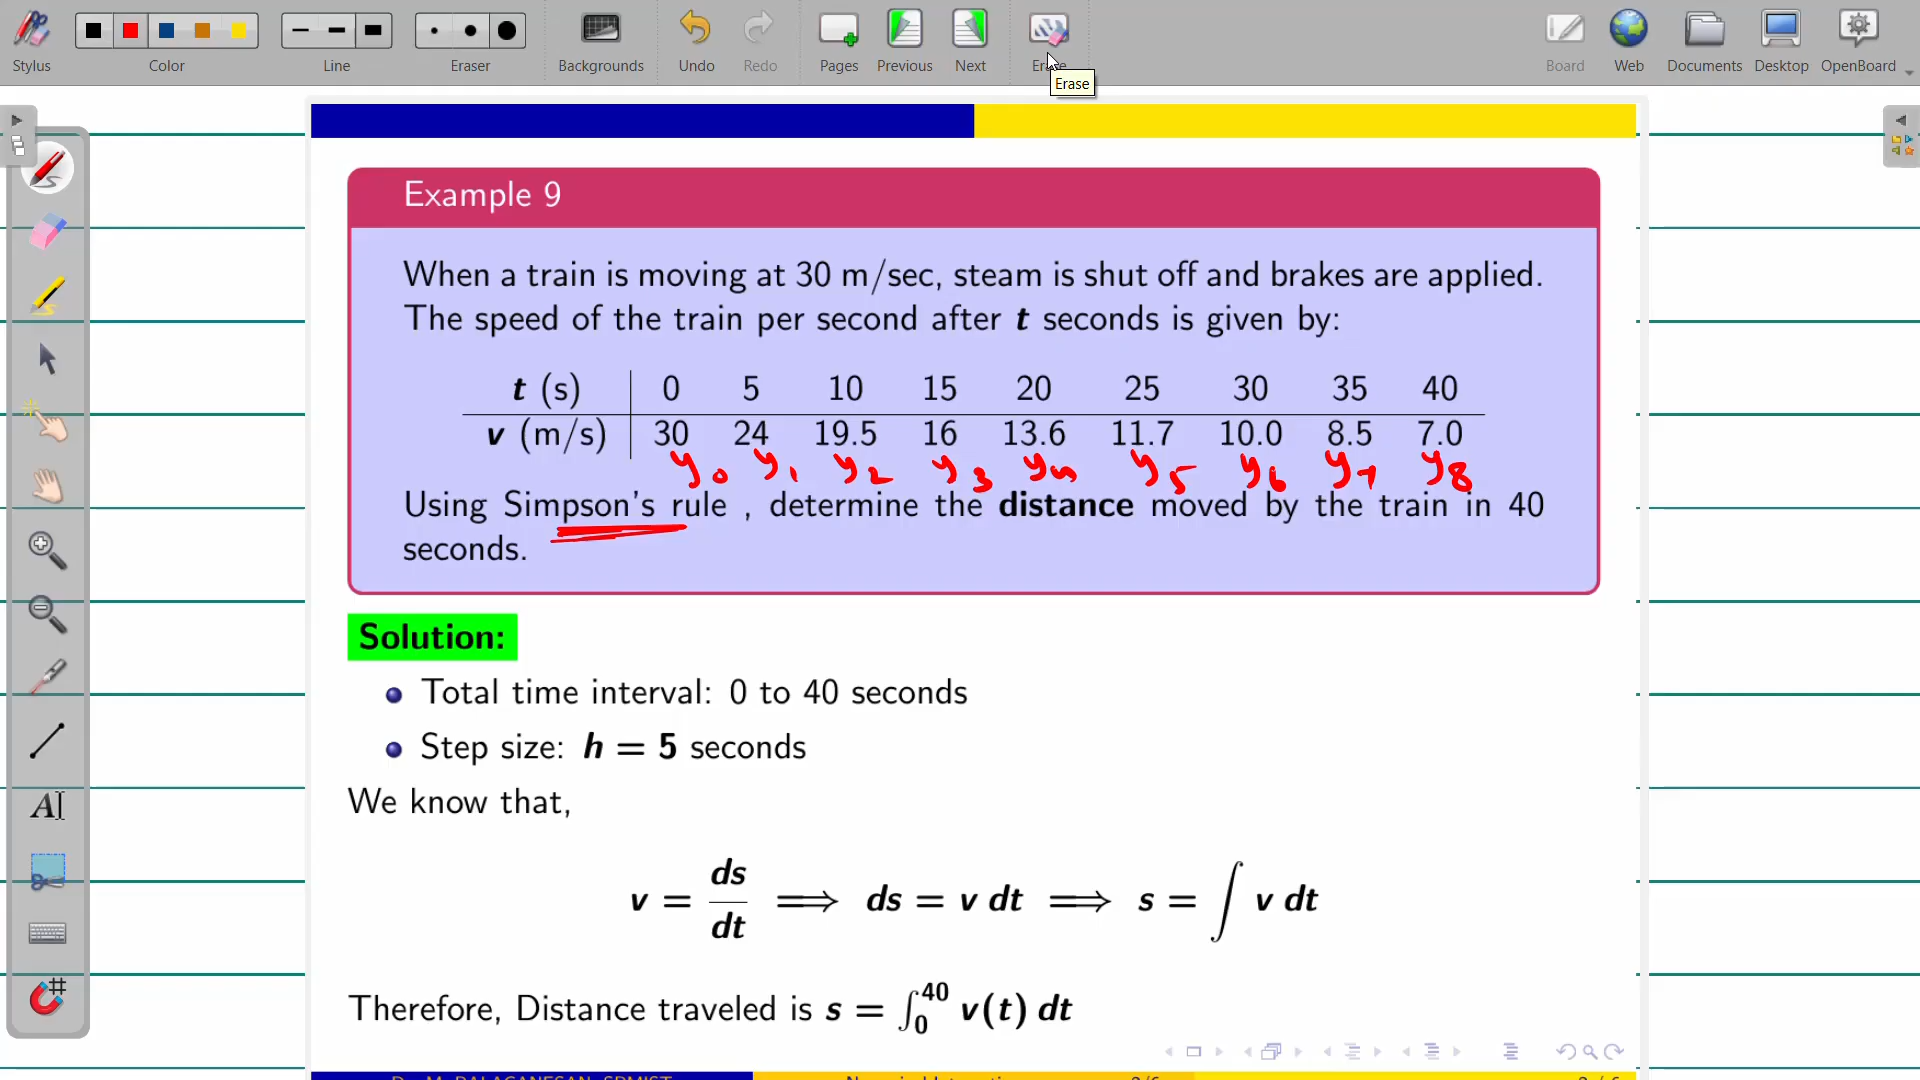 Stylus Color Line Eraser Backgrounds Undo Redo Pages Previous Next Erase Board Web Documents Desktop OpenBoard
Erase
Example 9
When a train is moving at 30 m/sec, steam is shut off and brakes are applied.
The speed of the train per second after t seconds is given by:
t (s) 0 5 10 15 20 25 30 35 40
v (m/s) 30 24 19.5 16 13.6 11.7 10.0 8.5 7.0
y0 y1 y2 y3 y4 y5 y6 y7 y8
Using Simpson's rule , determine the distance moved by the train in 40
seconds.
Solution:
Total time interval: 0 to 40 seconds
Step size: h = 5 seconds
We know that,
v = ds/dt ⟹ ds = v dt ⟹ s = ∫ v dt
Therefore, Distance traveled is s = ∫₀⁴⁰ v(t) dt